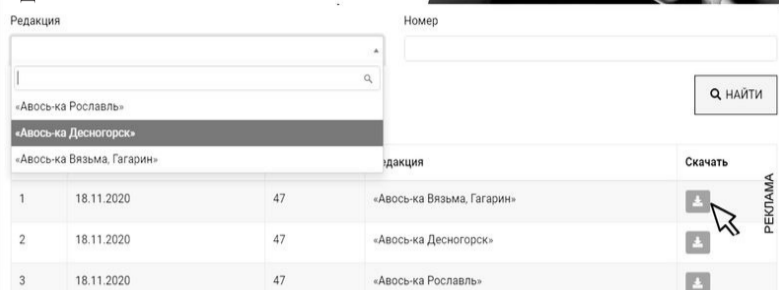 Редакция
Номер
«Авось-ка Рославль»
НАЙТИ
«Авось-ка Десногорск»
«Авось-ка Вязьма, Гагарин»
едакция
Скачать
1 18.11.2020 47 «Авось-ка Вязьма, Гагарин»
РЕКЛАМА
2 18.11.2020 47 «Авось-ка Десногорск»
3 18.11.2020 47 «Авось-ка Рославль»